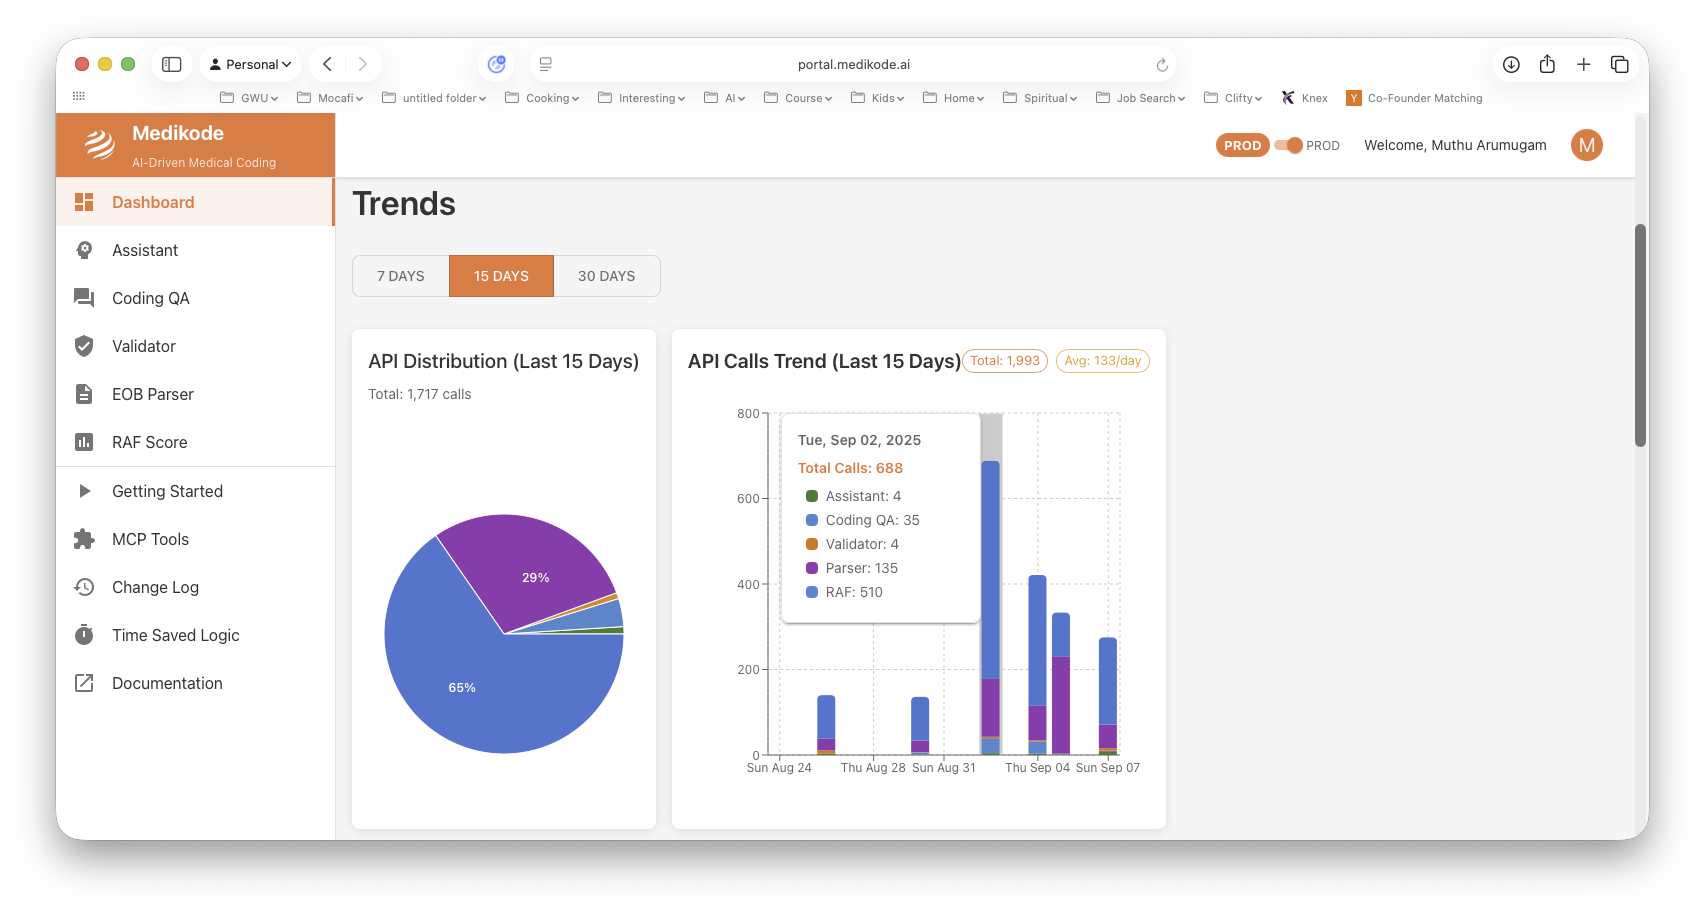 Personal
portal.medikode.ai
GWU
Mocafi
untitled folder
Cooking
Interesting
AI
Course
Kids
Home
Spiritual
Job Search
Clifty
Knex
Y
Co-Founder Matching
Medikode
AI-Driven Medical Coding
PROD
PROD
Welcome, Muthu Arumugam
M
Dashboard
Assistant
Coding QA
Validator
EOB Parser
RAF Score
Getting Started
MCP Tools
Change Log
Time Saved Logic
Documentation
Trends
7 DAYS
15 DAYS
30 DAYS
API Distribution (Last 15 Days)
Total: 1,717 calls
29%
65%
API Calls Trend (Last 15 Days)
Total: 1,993
Avg: 133/day
800
600
400
200
0
Tue, Sep 02, 2025
Total Calls: 688
Assistant: 4
Coding QA: 35
Validator: 4
Parser: 135
RAF: 510
Sun Aug 24
Thu Aug 28
Sun Aug 31
Thu Sep 04
Sun Sep 07